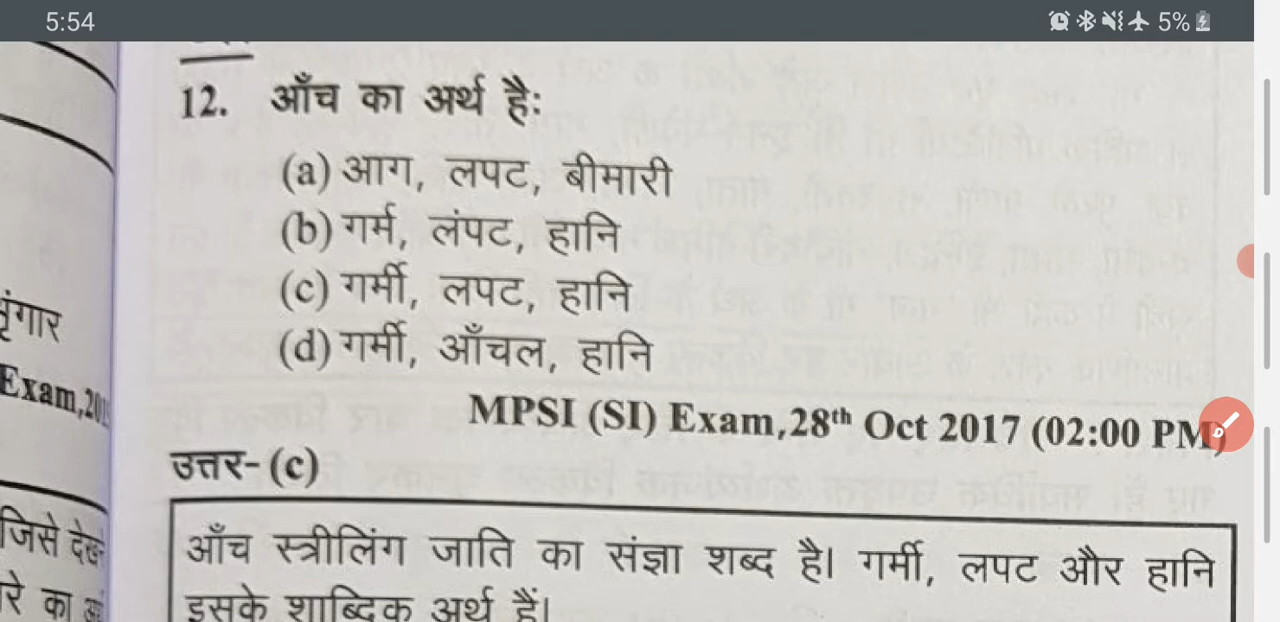 5:54
5%
12. आँच का अर्थ है:
(a) आग, लपट, बीमारी
(b) गर्म, लंपट, हानि
(c) गर्मी, लपट, हानि
(d) गर्मी, आँचल, हानि
MPSI (SI) Exam,28th Oct 2017 (02:00 PM)
उत्तर- (c)
आँच स्त्रीलिंग जाति का संज्ञा शब्द है। गर्मी, लपट और हानि
इसके शाब्दिक अर्थ हैं।
Exam,
जिसे देख
रे का